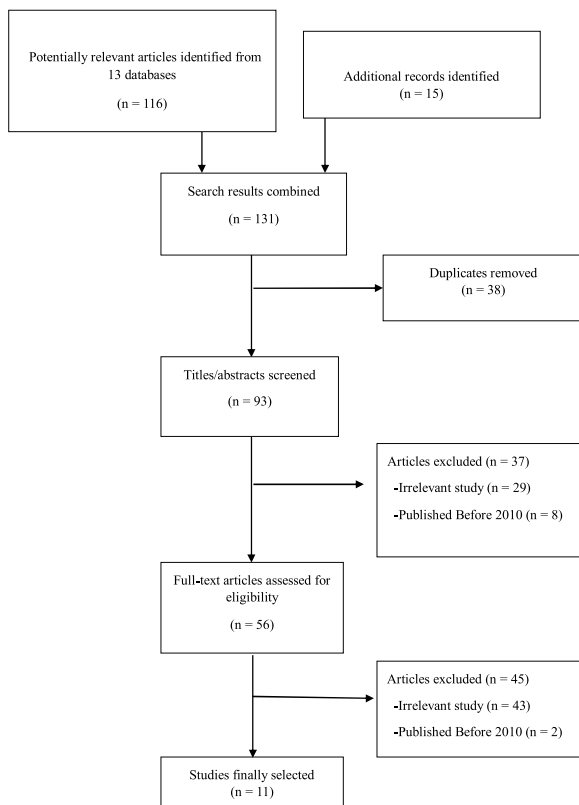 Potentially relevant articles identified from
13 databases
(n = 116)
Additional records identified
(n = 15)
Search results combined
(n = 131)
Duplicates removed
(n = 38)
Titles/abstracts screened
(n = 93)
Articles excluded (n = 37)
-Irrelevant study (n = 29)
-Published Before 2010 (n = 8)
Full-text articles assessed for
eligibility
(n = 56)
Articles excluded (n = 45)
-Irrelevant study (n = 43)
-Published Before 2010 (n = 2)
Studies finally selected
(n = 11)